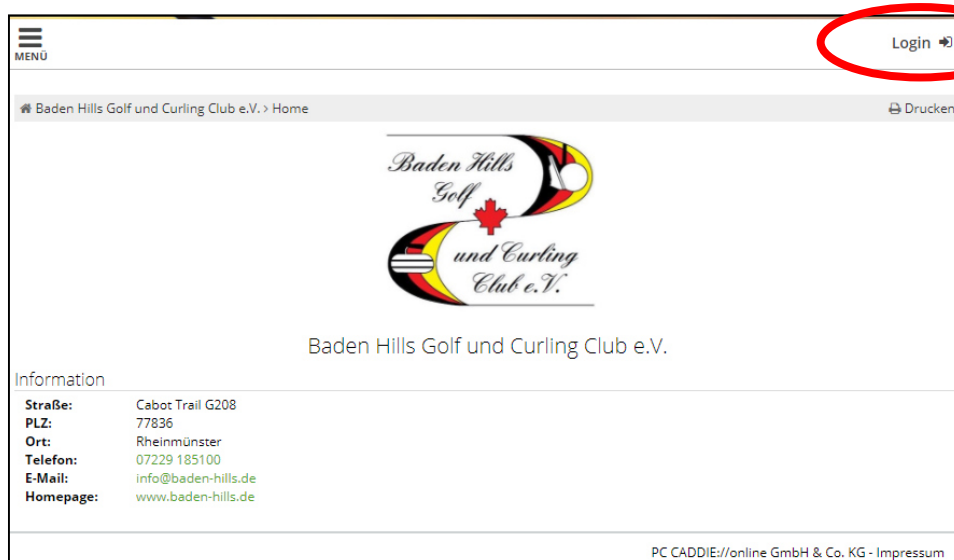 MENÜ
Login
Baden Hills Golf und Curling Club e.V. > Home
Drucken
Baden Hills
Golf
und Curling
Club e.V.
Baden Hills Golf und Curling Club e.V.
Information
Straße: Cabot Trail G208
PLZ: 77836
Ort: Rheinmünster
Telefon: 07229 185100
E-Mail: info@baden-hills.de
Homepage: www.baden-hills.de
PC CADDIE://online GmbH & Co. KG - Impressum